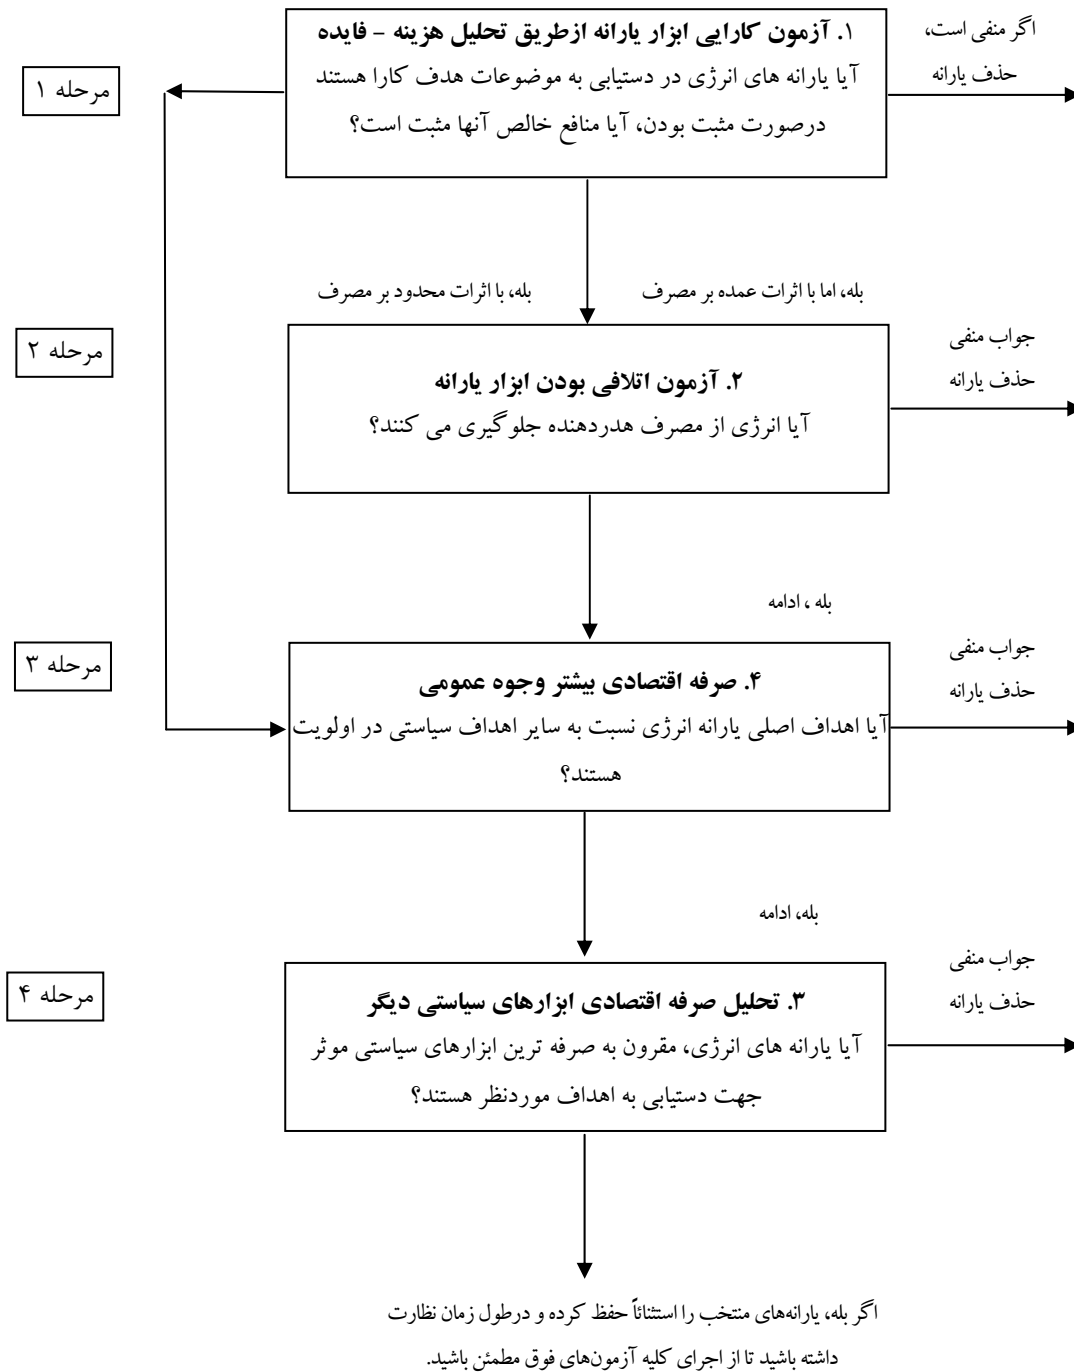 ۱. آزمون کارایی ابزار یارانه ازطریق تحلیل هزینه – فایده
آیا یارانه های انرژی در دستیابی به موضوعات هدف کارا هستند
درصورت مثبت بودن، آیا منافع خالص آنها مثبت است؟
اگر منفی است،
حذف یارانه
مرحله ۱
بله، اما با اثرات عمده بر مصرف
بله، با اثرات محدود بر مصرف
مرحله ۲
۲. آزمون اتلافی بودن ابزار یارانه
آیا انرژی از مصرف هدردهنده جلوگیری می کنند؟
جواب منفی
حذف یارانه
بله ، ادامه
مرحله ۳
۴. صرفه اقتصادی بیشتر وجوه عمومی
آیا اهداف اصلی یارانه انرژی نسبت به سایر اهداف سیاستی در اولویت
هستند؟
جواب منفی
حذف یارانه
بله، ادامه
مرحله ۴
۳. تحلیل صرفه اقتصادی ابزارهای سیاستی دیگر
آیا یارانه های انرژی، مقرون به صرفه ترین ابزارهای سیاستی موثر
جهت دستیابی به اهداف موردنظر هستند؟
جواب منفی
حذف یارانه
اگر بله، یارانه‌های منتخب را استثنائاً حفظ کرده و درطول زمان نظارت
داشته باشید تا از اجرای کلیه آزمون‌های فوق مطمئن باشید.